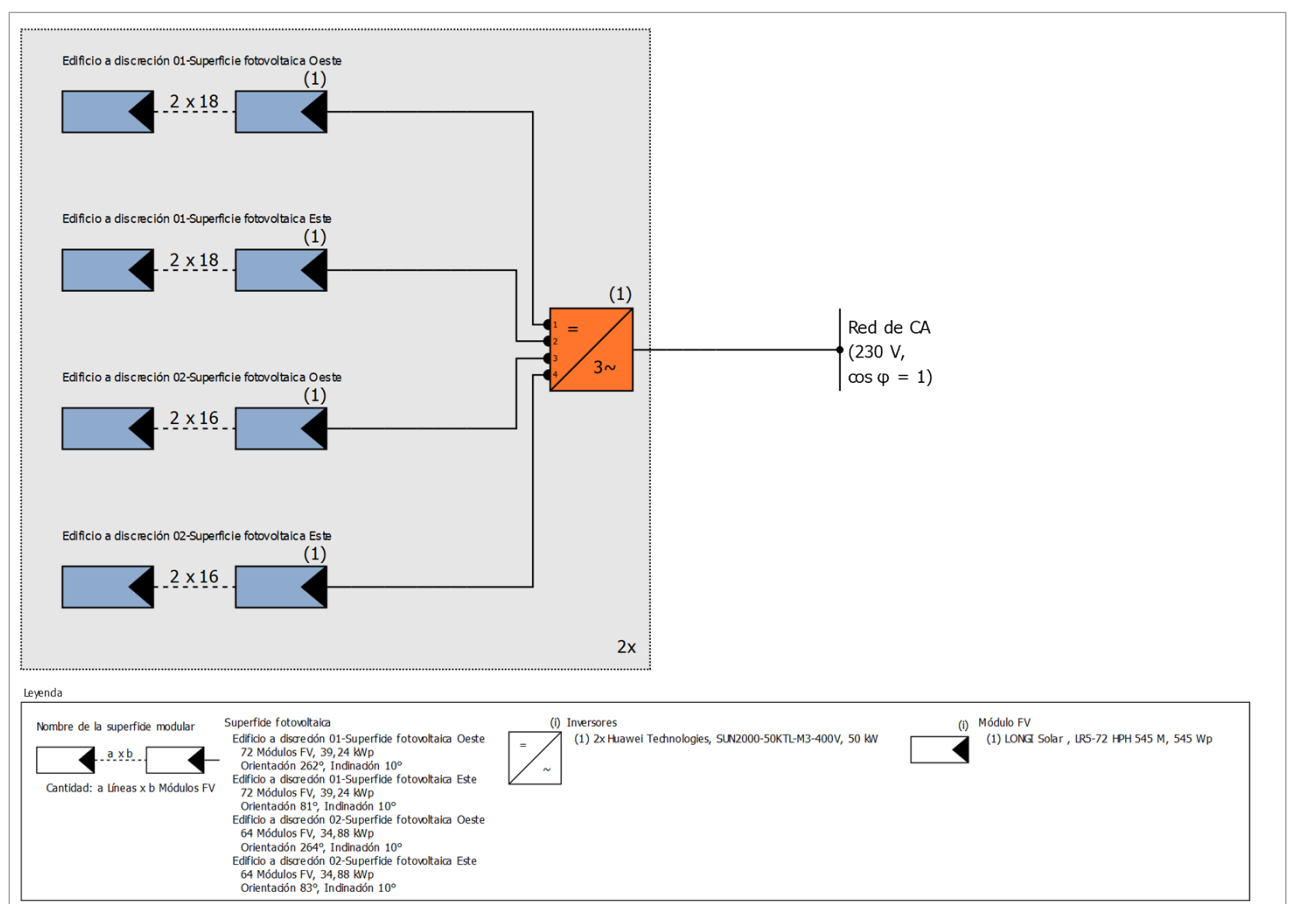 Edificio a discreción 01-Superficie fotovoltaica Oeste
(1)
2 x 18
Edificio a discreción 01-Superficie fotovoltaica Este
(1)
2 x 18
(1)
1
2
3
4
=
3~
Red de CA
(230 V,
cos φ = 1)
Edificio a discreción 02-Superficie fotovoltaica Oeste
(1)
2 x 16
Edificio a discreción 02-Superficie fotovoltaica Este
(1)
2 x 16
2x
Leyenda
Nombre de la superficie modular
a x b
Cantidad: a Líneas x b Módulos FV
Superficie fotovoltaica
Edificio a discreción 01-Superficie fotovoltaica Oeste
72 Módulos FV, 39,24 kWp
Orientación 262°, Inclinación 10°
Edificio a discreción 01-Superficie fotovoltaica Este
72 Módulos FV, 39,24 kWp
Orientación 81°, Inclinación 10°
Edificio a discreción 02-Superficie fotovoltaica Oeste
64 Módulos FV, 34,88 kWp
Orientación 264°, Inclinación 10°
Edificio a discreción 02-Superficie fotovoltaica Este
64 Módulos FV, 34,88 kWp
Orientación 83°, Inclinación 10°
(i) Inversores
=
~
(1) 2x Huawei Technologies, SUN2000-50KTL-M3-400V, 50 kW
(i) Módulo FV
(1) LONGI Solar , LR5-72 HPH 545 M, 545 Wp